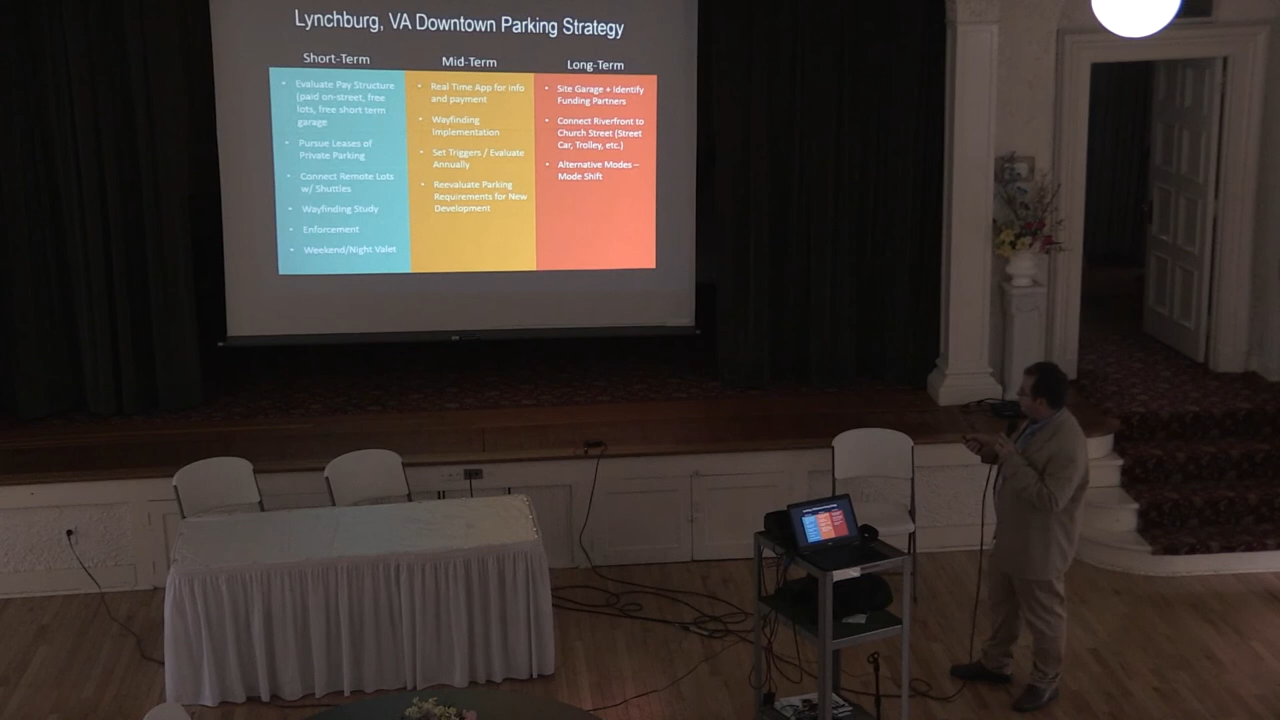 Lynchburg, VA Downtown Parking Strategy
Short-Term
• Evaluate Pay Structure
(paid on-street, free
lots, free short term
garage
• Pursue Leases of
Private Parking
• Connect Remote Lots
w/ Shuttles
• Wayfinding Study
• Enforcement
• Weekend/Night Valet
Mid-Term
• Real Time App for info
and payment
• Wayfinding
Implementation
• Set Triggers / Evaluate
Annually
• Reevaluate Parking
Requirements for New
Development
Long-Term
• Site Garage + Identify
Funding Partners
• Connect Riverfront to
Church Street (Street
Car, Trolley, etc.)
• Alternative Modes –
Mode Shift